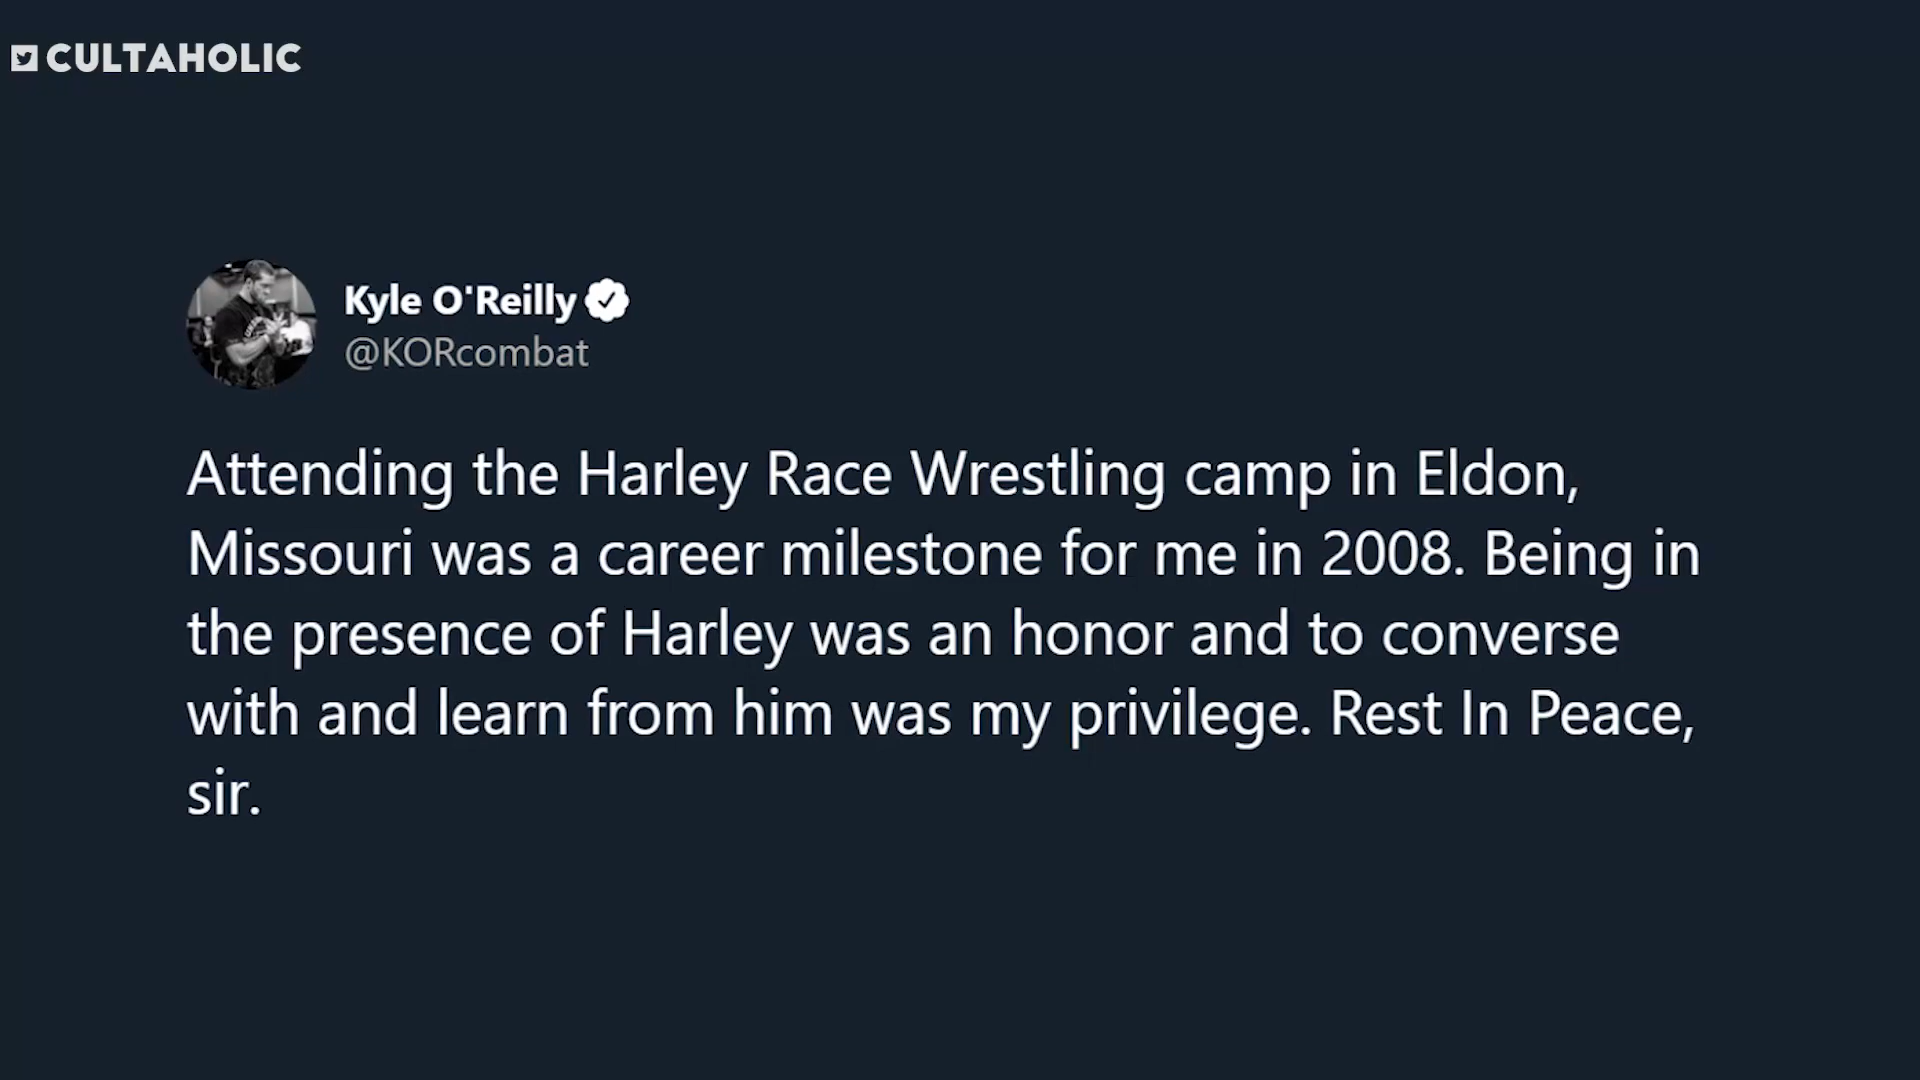 CULTAHOLIC
Kyle O'Reilly
@KORcombat
Attending the Harley Race Wrestling camp in Eldon,
Missouri was a career milestone for me in 2008. Being in
the presence of Harley was an honor and to converse
with and learn from him was my privilege. Rest In Peace,
sir.